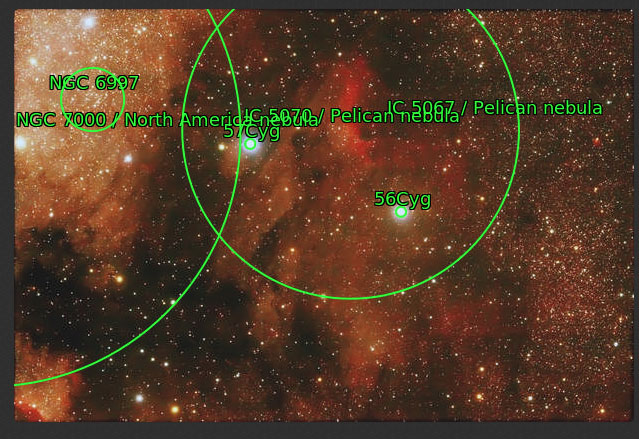 NGC 6997
IC 5067 / Pelican nebula
IC 5070 / Pelican nebula
NGC 7000 / North America nebula
57Cyg
56Cyg